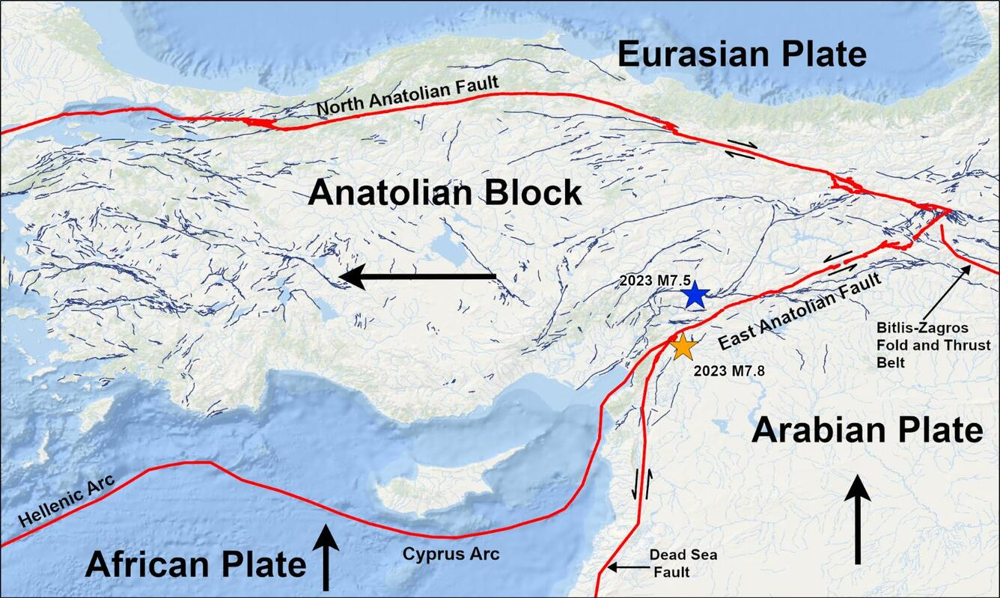 Eurasian Plate
North Anatolian Fault
Anatolian Block
2023 M7.5
East Anatolian Fault
Bitlis-Zagros
Fold and Thrust
Belt
2023 M7.8
Arabian Plate
Hellenic Arc
African Plate
Cyprus Arc
Dead Sea
Fault